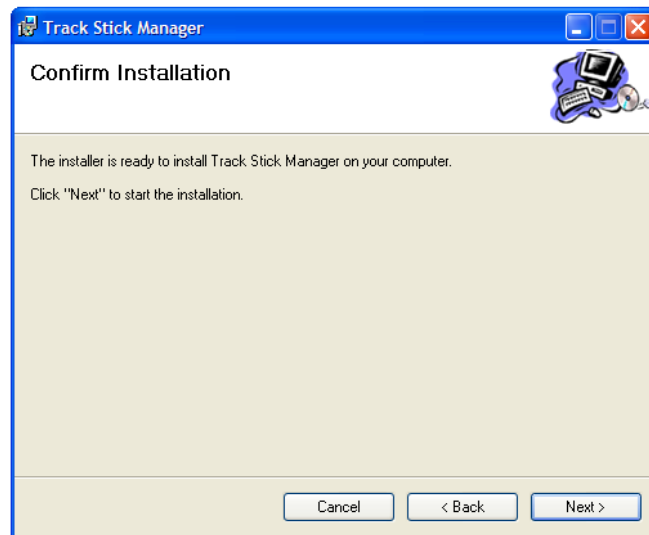 Track Stick Manager
Confirm Installation
The installer is ready to install Track Stick Manager on your computer.
Click "Next" to start the installation.
Cancel
< Back
Next >